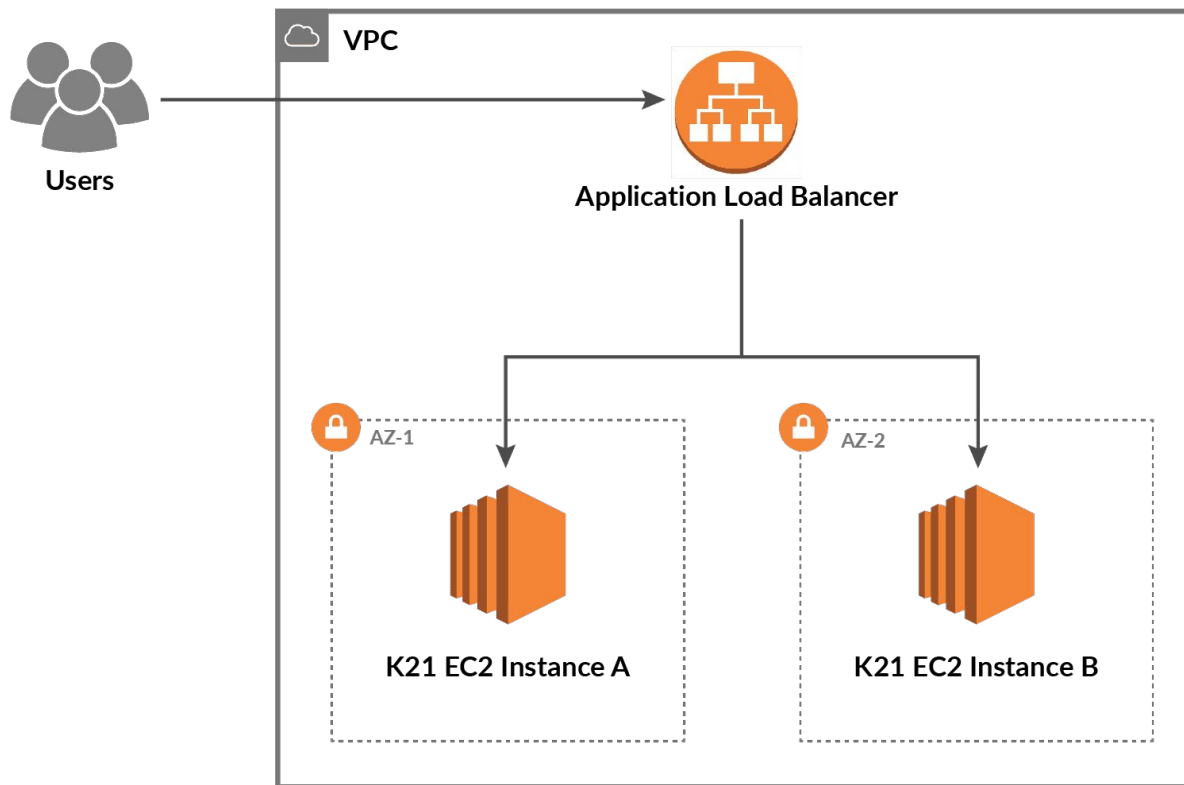 VPC
Users
Application Load Balancer
AZ-1
AZ-2
K21 EC2 Instance A
K21 EC2 Instance B